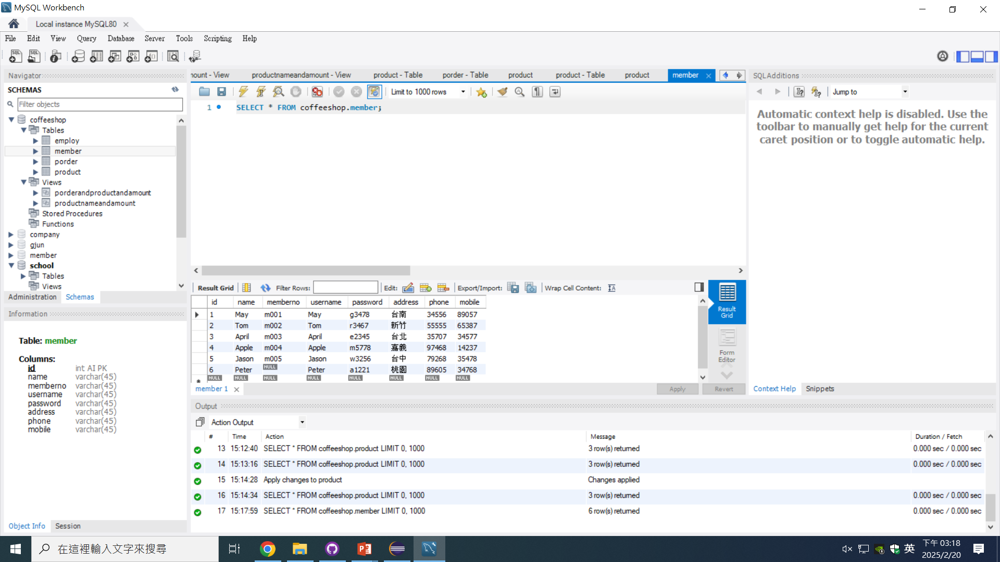 MySQL Workbench
Local instance MySQL80
File Edit View Query Database Server Tools Scripting Help
Navigator
SCHEMAS
Filter objects
coffeeshop
Tables
employ
member
porder
product
Views
porderandproductandamount
productnameandamount
Stored Procedures
Functions
company
gjun
member
school
Tables
Views
Administration Schemas
Information
Table: member
Columns:
id int AI PK
name varchar(45)
memberno varchar(45)
username varchar(45)
password varchar(45)
address varchar(45)
phone varchar(45)
mobile varchar(45)
Object Info Session
ount - View productnameandamount - View product - Table porder - Table product product - Table product member
Limit to 1000 rows
1 SELECT * FROM coffeeshop.member;
Result Grid Filter Rows: Edit: Export/Import: Wrap Cell Content:
id name memberno username password address phone mobile
1 May m001 May g3478 台南 34556 89057
2 Tom m002 Tom r3467 新竹 55555 65387
3 April m003 April e2345 台北 35707 34577
4 Apple m004 Apple m5778 嘉義 97468 14237
5 Jason m005 Jason w3256 台中 79268 35478
6 Peter NULL Peter a1221 桃園 89605 34768
NULL NULL NULL NULL NULL NULL NULL NULL
Result
Grid
Form
Editor
member 1 Apply Revert
SQLAdditions
Jump to
Automatic context help is disabled. Use the
toolbar to manually get help for the current
caret position or to toggle automatic help.
Context Help Snippets
Output
Action Output
# Time Action Message Duration / Fetch
13 15:12:40 SELECT * FROM coffeeshop.product LIMIT 0, 1000 3 row(s) returned 0.000 sec / 0.000 sec
14 15:13:16 SELECT * FROM coffeeshop.product LIMIT 0, 1000 3 row(s) returned 0.000 sec / 0.000 sec
15 15:14:28 Apply changes to product Changes applied
16 15:14:34 SELECT * FROM coffeeshop.product LIMIT 0, 1000 3 row(s) returned 0.000 sec / 0.000 sec
17 15:17:59 SELECT * FROM coffeeshop.member LIMIT 0, 1000 6 row(s) returned 0.000 sec / 0.000 sec
在這裡輸入文字來搜尋
英
下午 03:18
2025/2/20